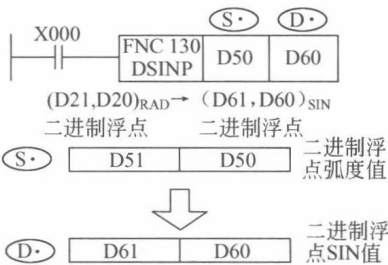 S· D·
X000
FNC 130
DSINP D50 D60
(D21,D20)RAD→ (D61,D60)SIN
二进制浮点 二进制浮点
S· D51 D50 二进制浮
点弧度值
D· D61 D60 二进制浮
点SIN值